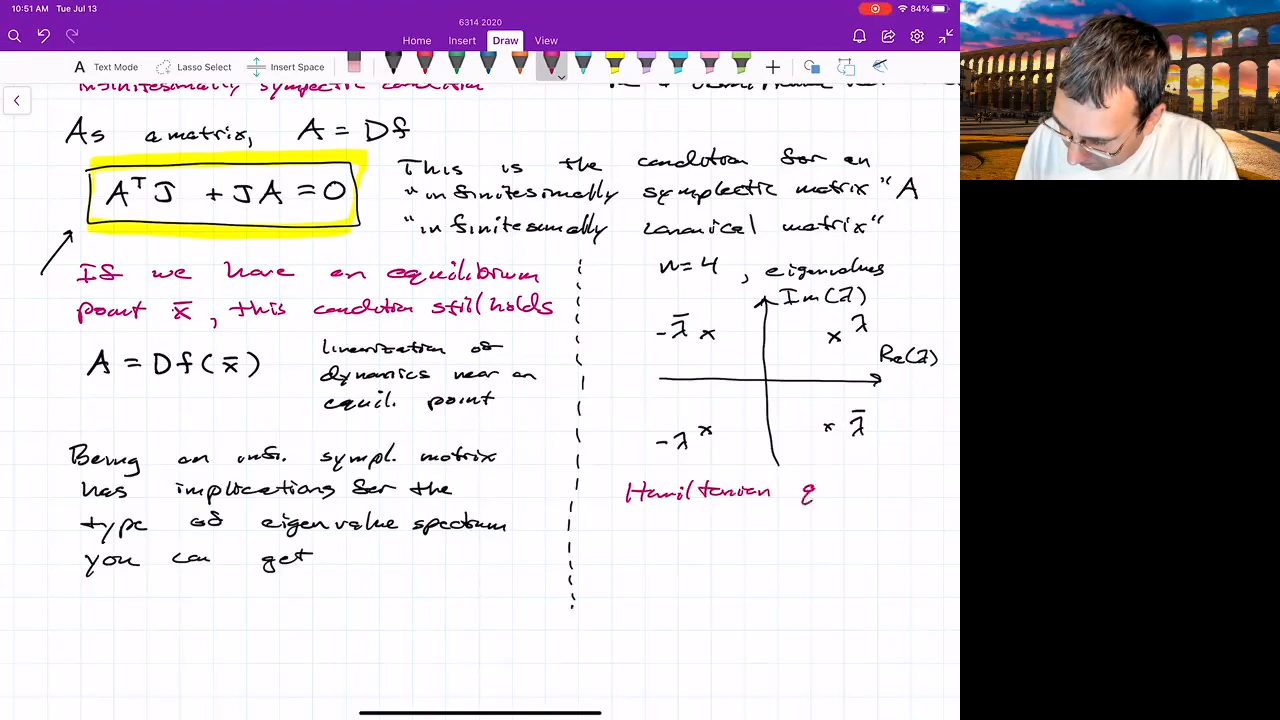 10:51 AM Tue Jul 13
84%
6314 2020
Home Insert Draw View
Text Mode Lasso Select Insert Space
As a matrix, A = Df
AᵀJ + JA = 0
This is the condition for an
"infinitesimally symplectic matrix" A
"infinitesimally canonical matrix"
If we have an equilibrium
point x̄, this condition still holds
A = Df(x̄)
linearization of
dynamics near an
equil. point
Being an inf. sympl. matrix
has implications for the
type of eigenvalue spectrum
you can get
n=4, eigenvalues
Im(λ)
-λ̄ x
x λ
Re(λ)
-λ x
x λ̄
Hamiltonian q